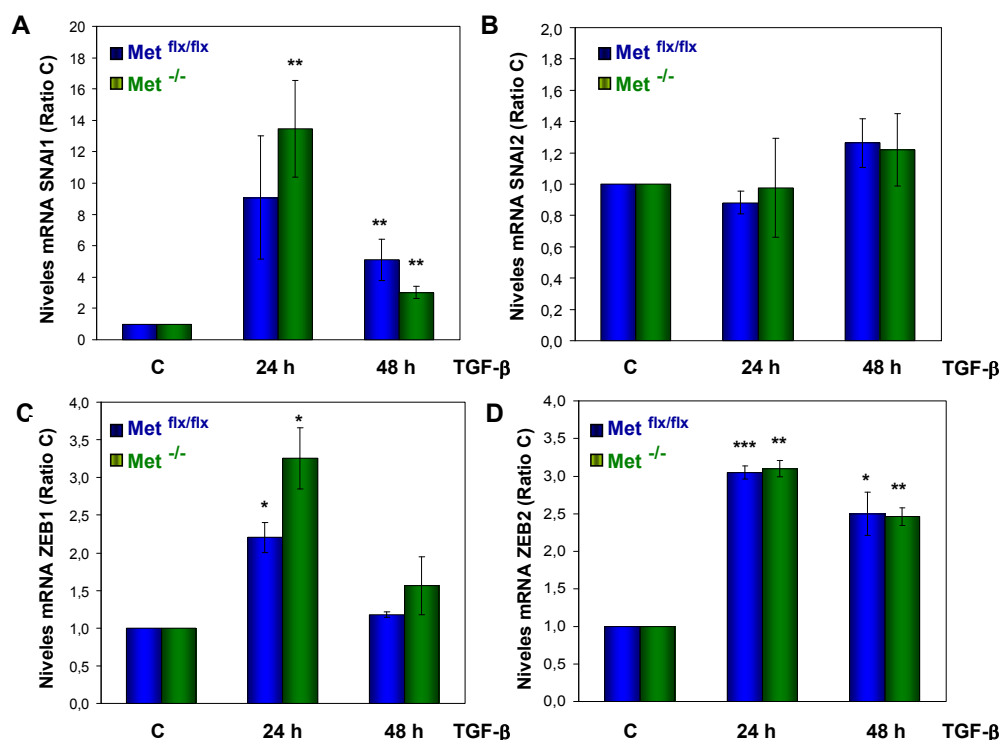 A
Niveles mRNA SNAI1 (Ratio C)
20
18
16
14
12
10
8
6
4
2
0
Met flx/flx
Met -/-
**
**
**
C 24 h 48 h TGF-β
B
Niveles mRNA SNAI2 (Ratio C)
2,0
1,8
1,6
1,4
1,2
1,0
0,8
0,6
0,4
0,2
0,0
Met flx/flx
Met -/-
C 24 h 48 h TGF-β
C
Niveles mRNA ZEB1 (Ratio C)
4,0
3,5
3,0
2,5
2,0
1,5
1,0
0,5
0,0
Met flx/flx
Met -/-
*
*
C 24 h 48 h TGF-β
D
Niveles mRNA ZEB2 (Ratio C)
4,0
3,5
3,0
2,5
2,0
1,5
1,0
0,5
0,0
Met flx/flx
Met -/-
*** **
* **
C 24 h 48 h TGF-β